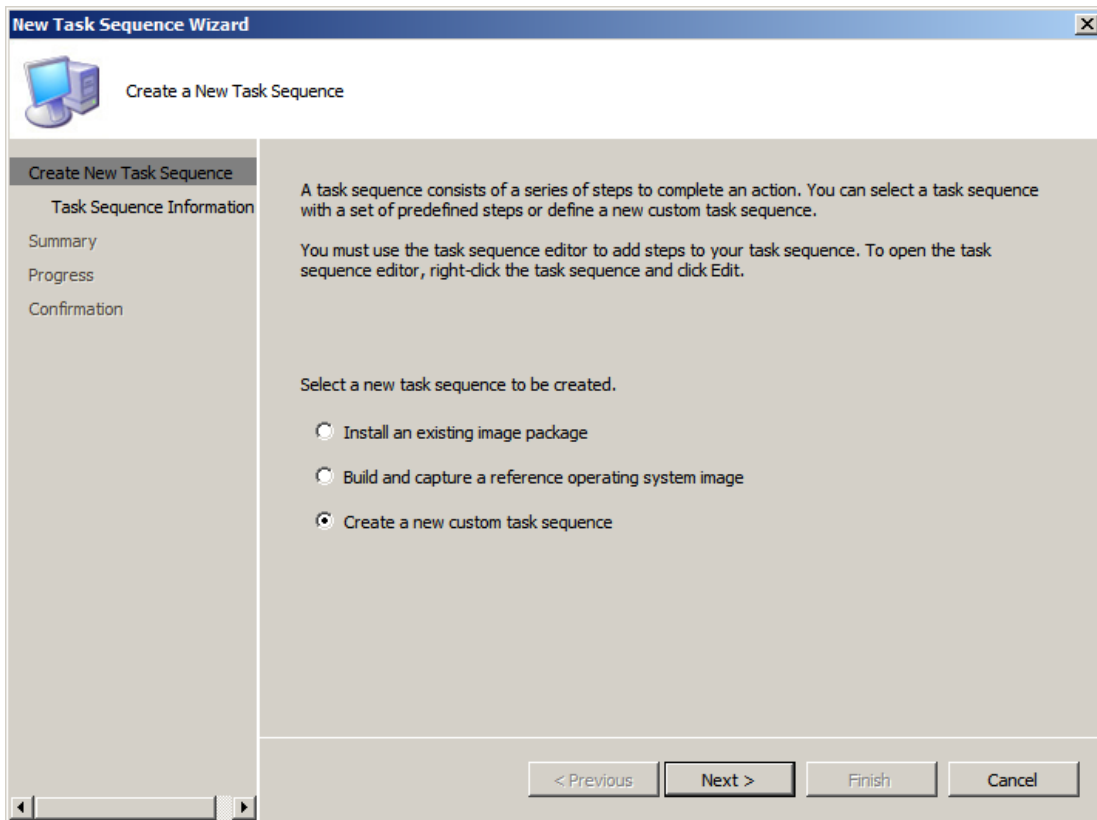 New Task Sequence Wizard
Create a New Task Sequence
Create New Task Sequence
Task Sequence Information
Summary
Progress
Confirmation
A task sequence consists of a series of steps to complete an action. You can select a task sequence
with a set of predefined steps or define a new custom task sequence.
You must use the task sequence editor to add steps to your task sequence. To open the task
sequence editor, right-click the task sequence and click Edit.
Select a new task sequence to be created.
Install an existing image package
Build and capture a reference operating system image
Create a new custom task sequence
< Previous
Next >
Finish
Cancel